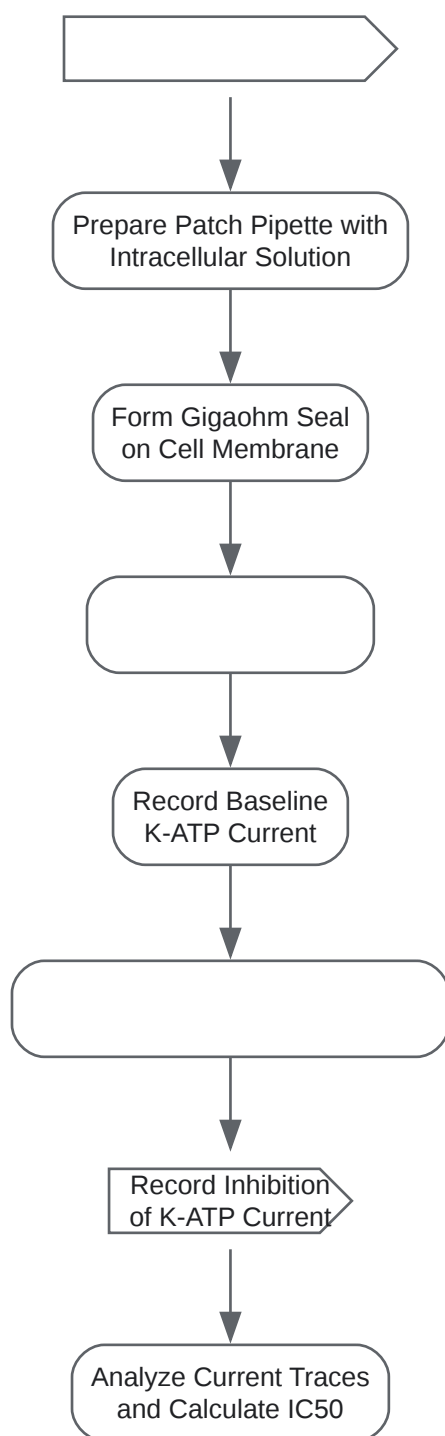 Prepare Patch Pipette with
Intracellular Solution
Form Gigaohm Seal
on Cell Membrane
Record Baseline
K-ATP Current
Record Inhibition
of K-ATP Current
Analyze Current Traces
and Calculate IC50